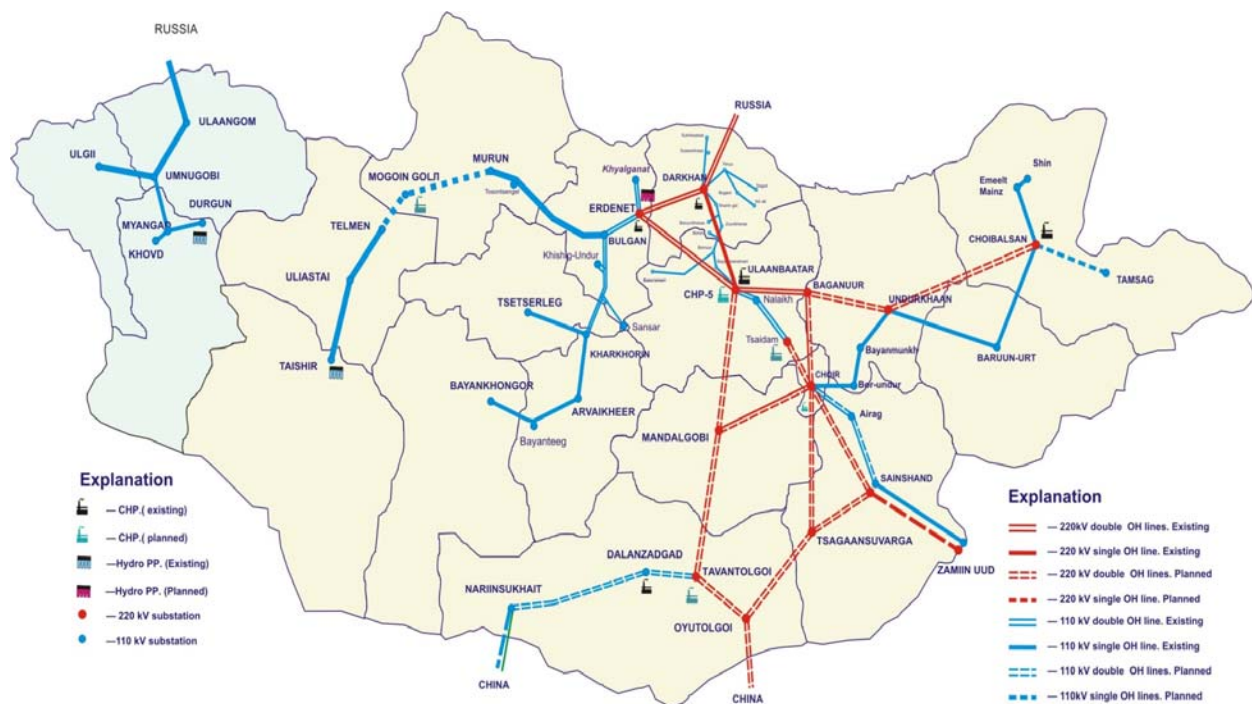 RUSSIA
ULAANGOM
ULGII
UMNUGOBI
DURGUN
MYANGAD
KHOVD
MURUN
Tosontsengel
MOGOIN GOLJI
TELMEN
ULIASTAI
TAISHIR
RUSSIA
Khyalganat
DARKHAN
ERDENET
BULGAN
Khishig-Undur
TSETSERLEG
Sansar
KHARKHORIN
BAYANKHONGOR
ARVAIKHEER
Bayanteeg
ULAANBAATAR
CHP-5
Nalaikh
BAGANUUR
Tsaidam
UNDURKHAAN
Shin
Emeelt
Mainz
CHOIBALSAN
TAMSAG
BARUUN-URT
Bayanmunkh
CHOIR
Bor-undur
Airag
MANDALGOBI
SAINSHAND
TSAGAANSUVARGA
ZAMIIN UUD
DALANZADGAD
TAVANTOLGOI
NARIINSUKHAIT
OYUTOLGOI
CHINA
CHINA
Explanation
— CHP.( existing)
— CHP.( planned)
— Hydro PP. (Existing)
—Hydro PP. (Planned)
— 220 kV substation
—110 kV substation
Explanation
— 220kV double OH lines. Existing
— 220 kV single OH line. Existing
— 220 kV double OH lines. Planned
— 220 kV single OH line. Planned
— 110 kV double OH lines. Existing
— 110 kV single OH line. Existing
— 110 kV double OH lines. Planned
— 110kV single OH lines. Planned